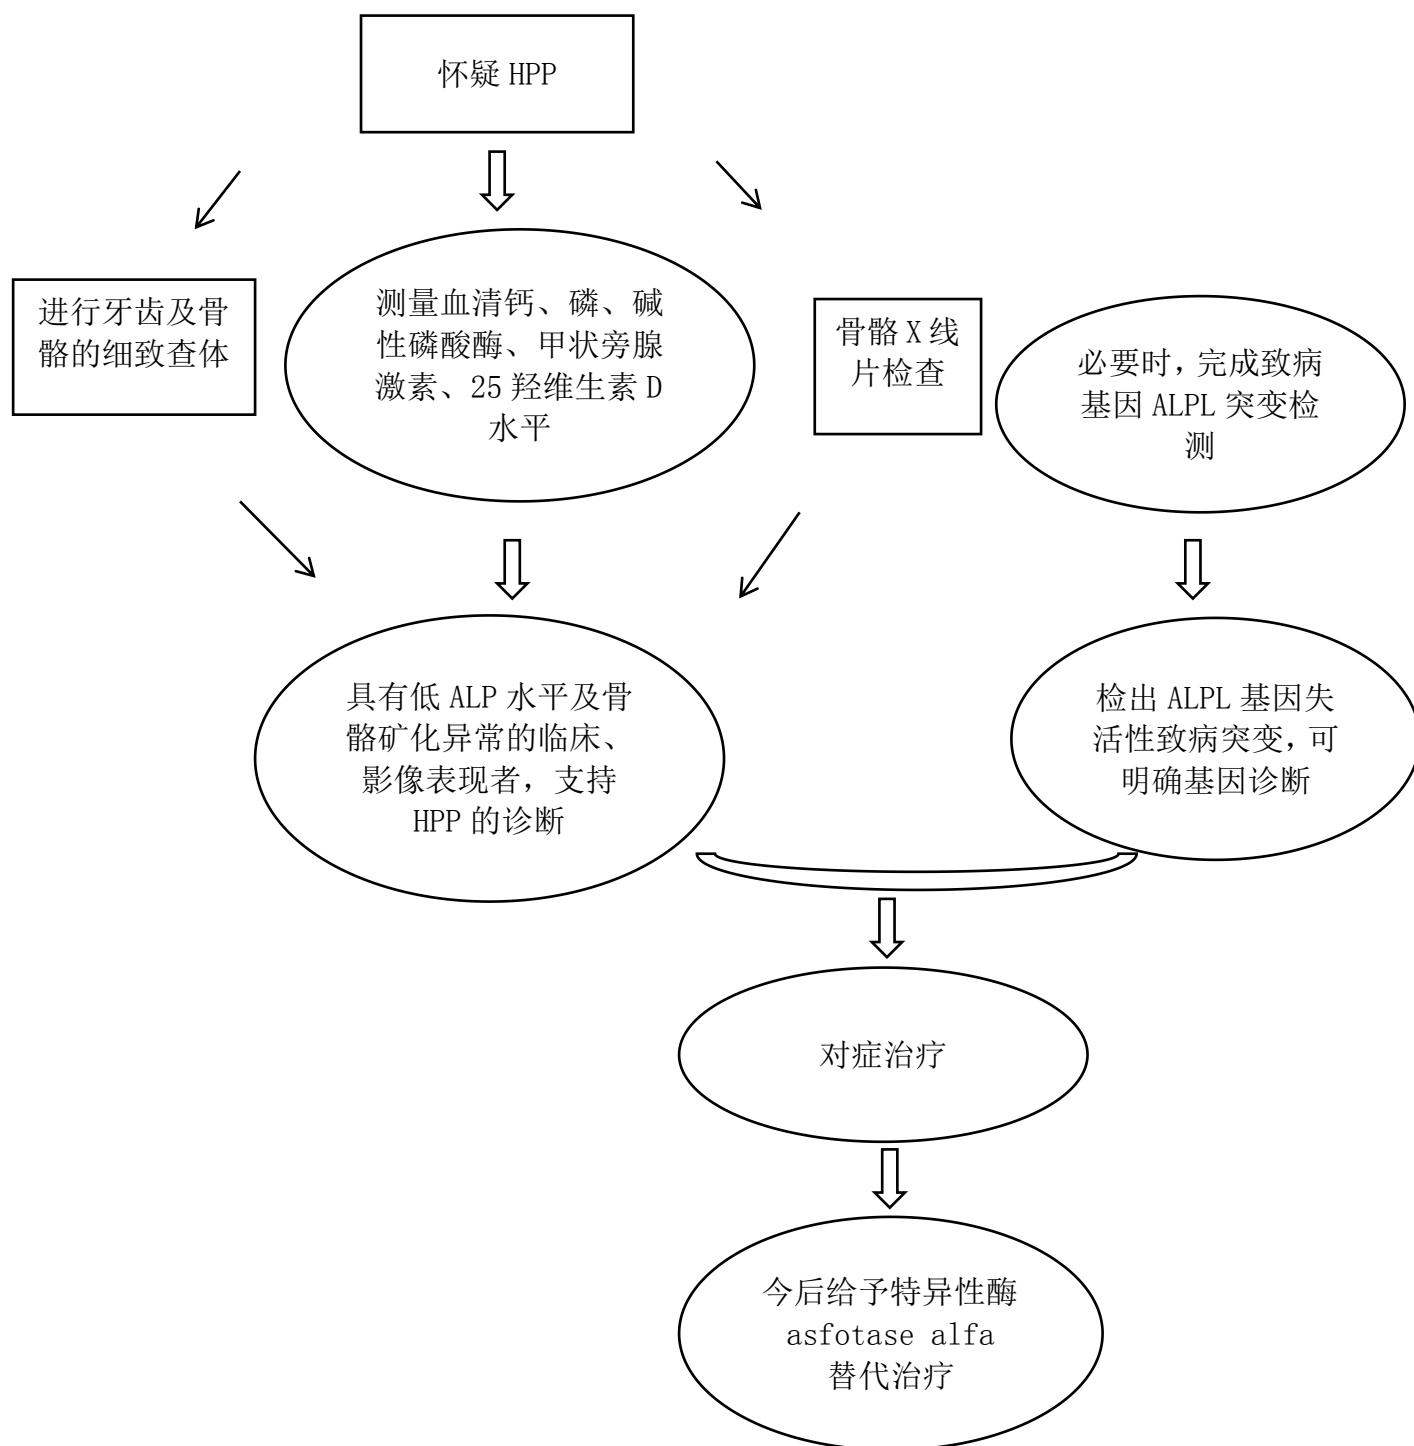 怀疑 HPP
进行牙齿及骨
骼的细致查体
测量血清钙、磷、碱
性磷酸酶、甲状旁腺
激素、25 羟维生素 D
水平
骨骼 X 线
片检查
必要时，完成致病
基因 ALPL 突变检
测
具有低 ALP 水平及骨
骼矿化异常的临床、
影像表现者，支持
HPP 的诊断
检出 ALPL 基因失
活性致病突变，可
明确基因诊断
对症治疗
今后给予特异性酶
asfotase alfa
替代治疗